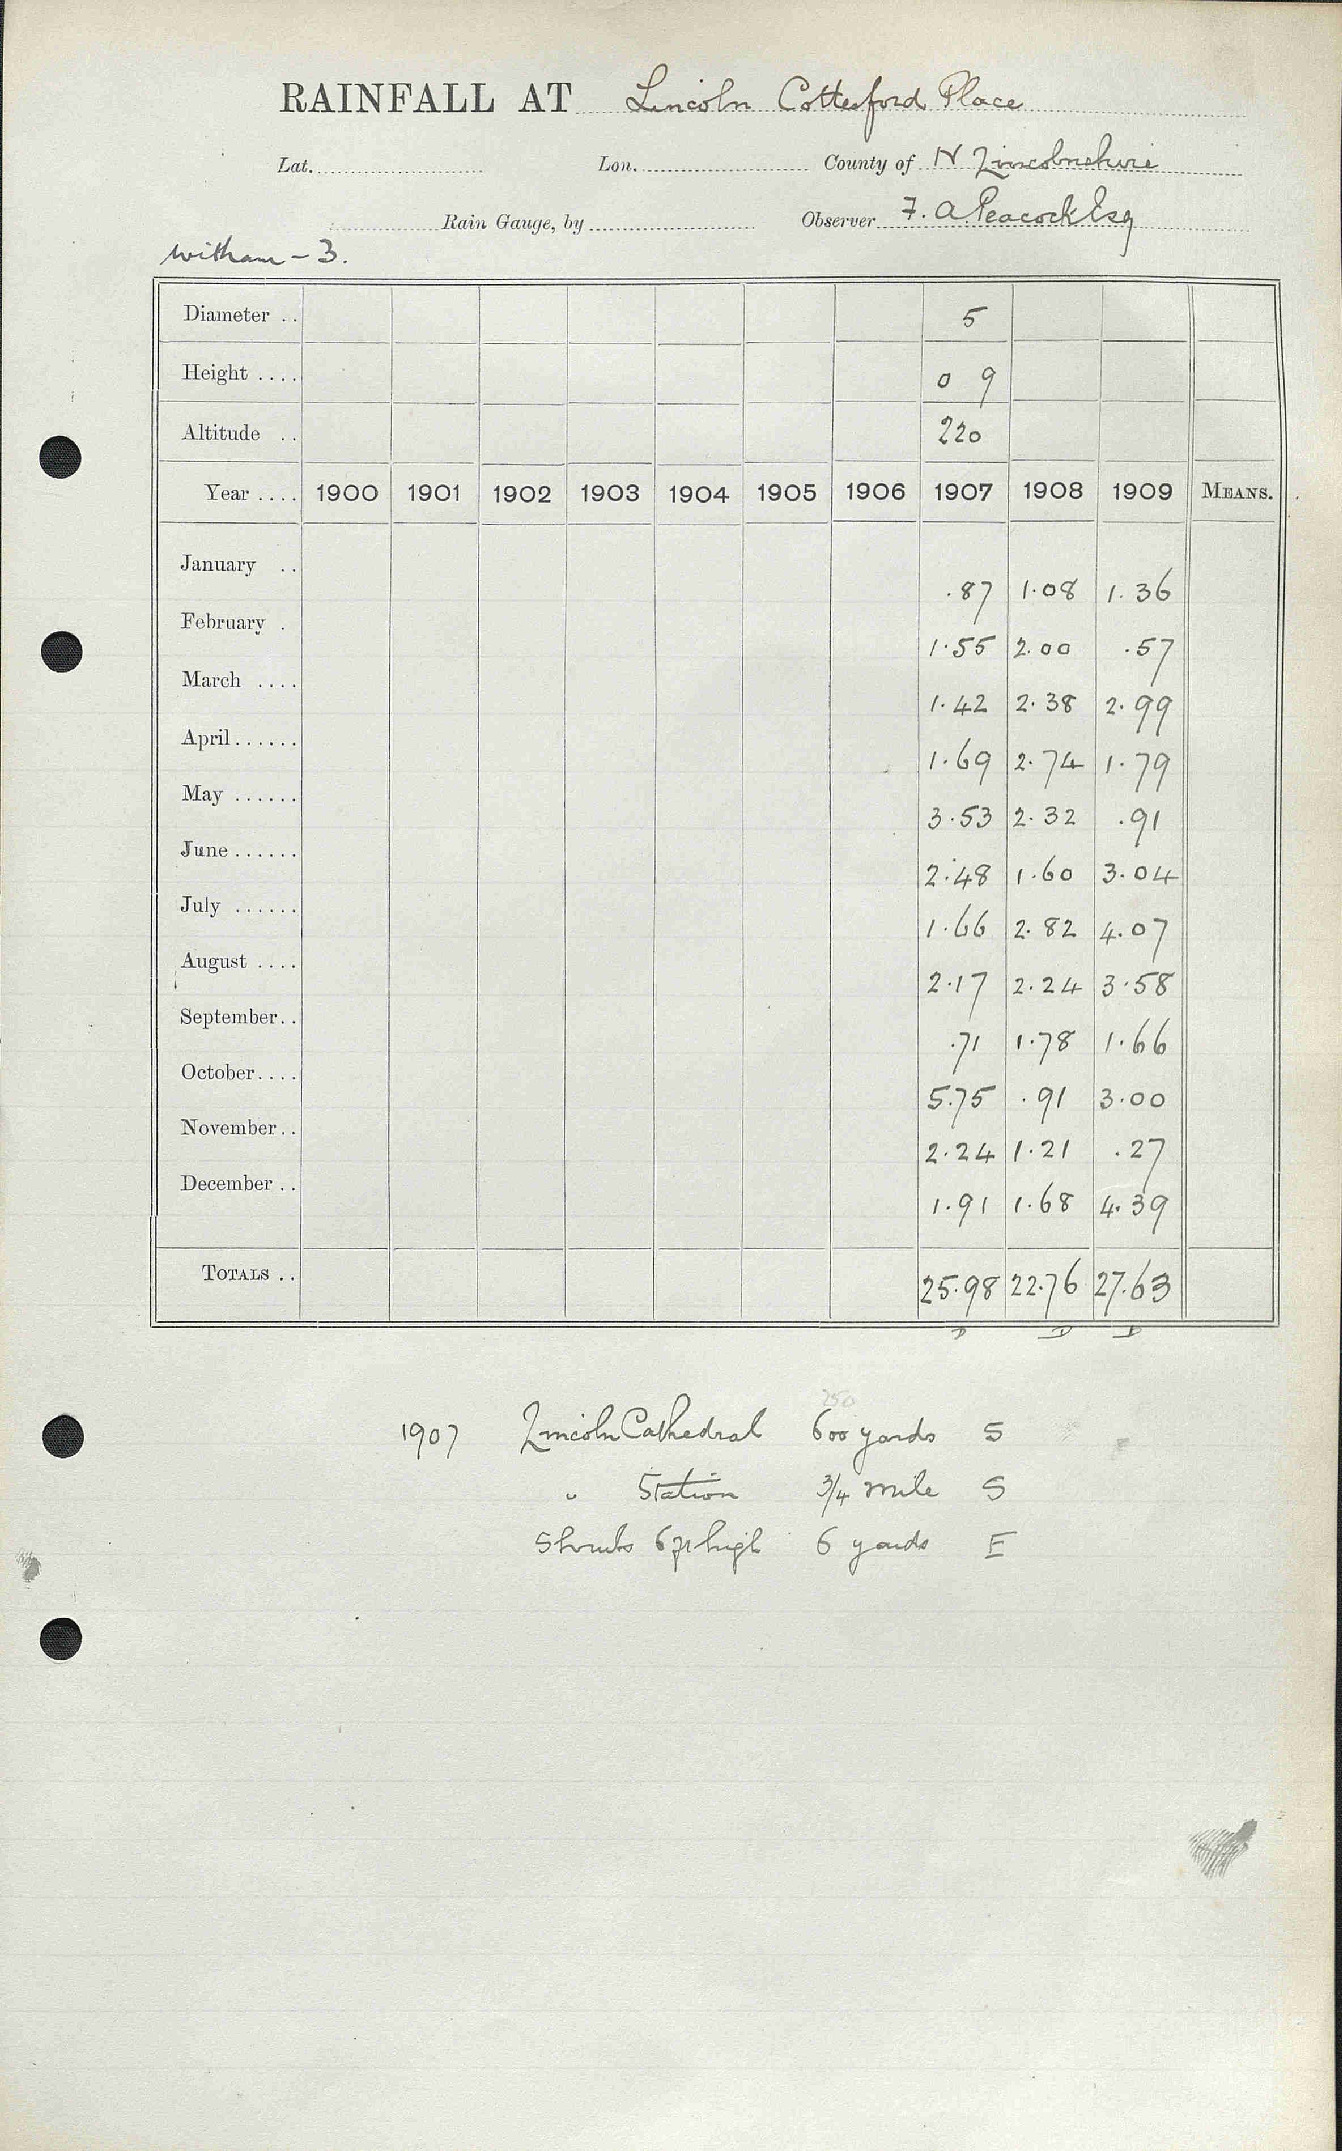 RAINFALL AT Lincoln Cottesford Place
Lat. Lon. County of N Lincolnshire
Rain Gauge, by Observer F. A. Peacock Esq
Witham - 3.
Diameter .. 5
Height .... 0 9
Altitude .. 220
Year .... 1900 1901 1902 1903 1904 1905 1906 1907 1908 1909 MEANS.
January .. .87 1.08 1.36
February . 1.55 2.00 .57
March .... 1.42 2.38 2.99
April...... 1.69 2.74 1.79
May ...... 3.53 2.32 .91
June ...... 2.48 1.60 3.04
July ...... 1.66 2.82 4.07
August .... 2.17 2.24 3.58
September.. .71 1.78 1.66
October.... 5.75 .91 3.00
November.. 2.24 1.21 .27
December .. 1.91 1.68 4.39
TOTALS .. 25.98 22.76 27.63
D D D
250
1907 Lincoln Cathedral 600 yards S
" Station 3/4 mile S
Shrubs 6 ft high 6 yards E